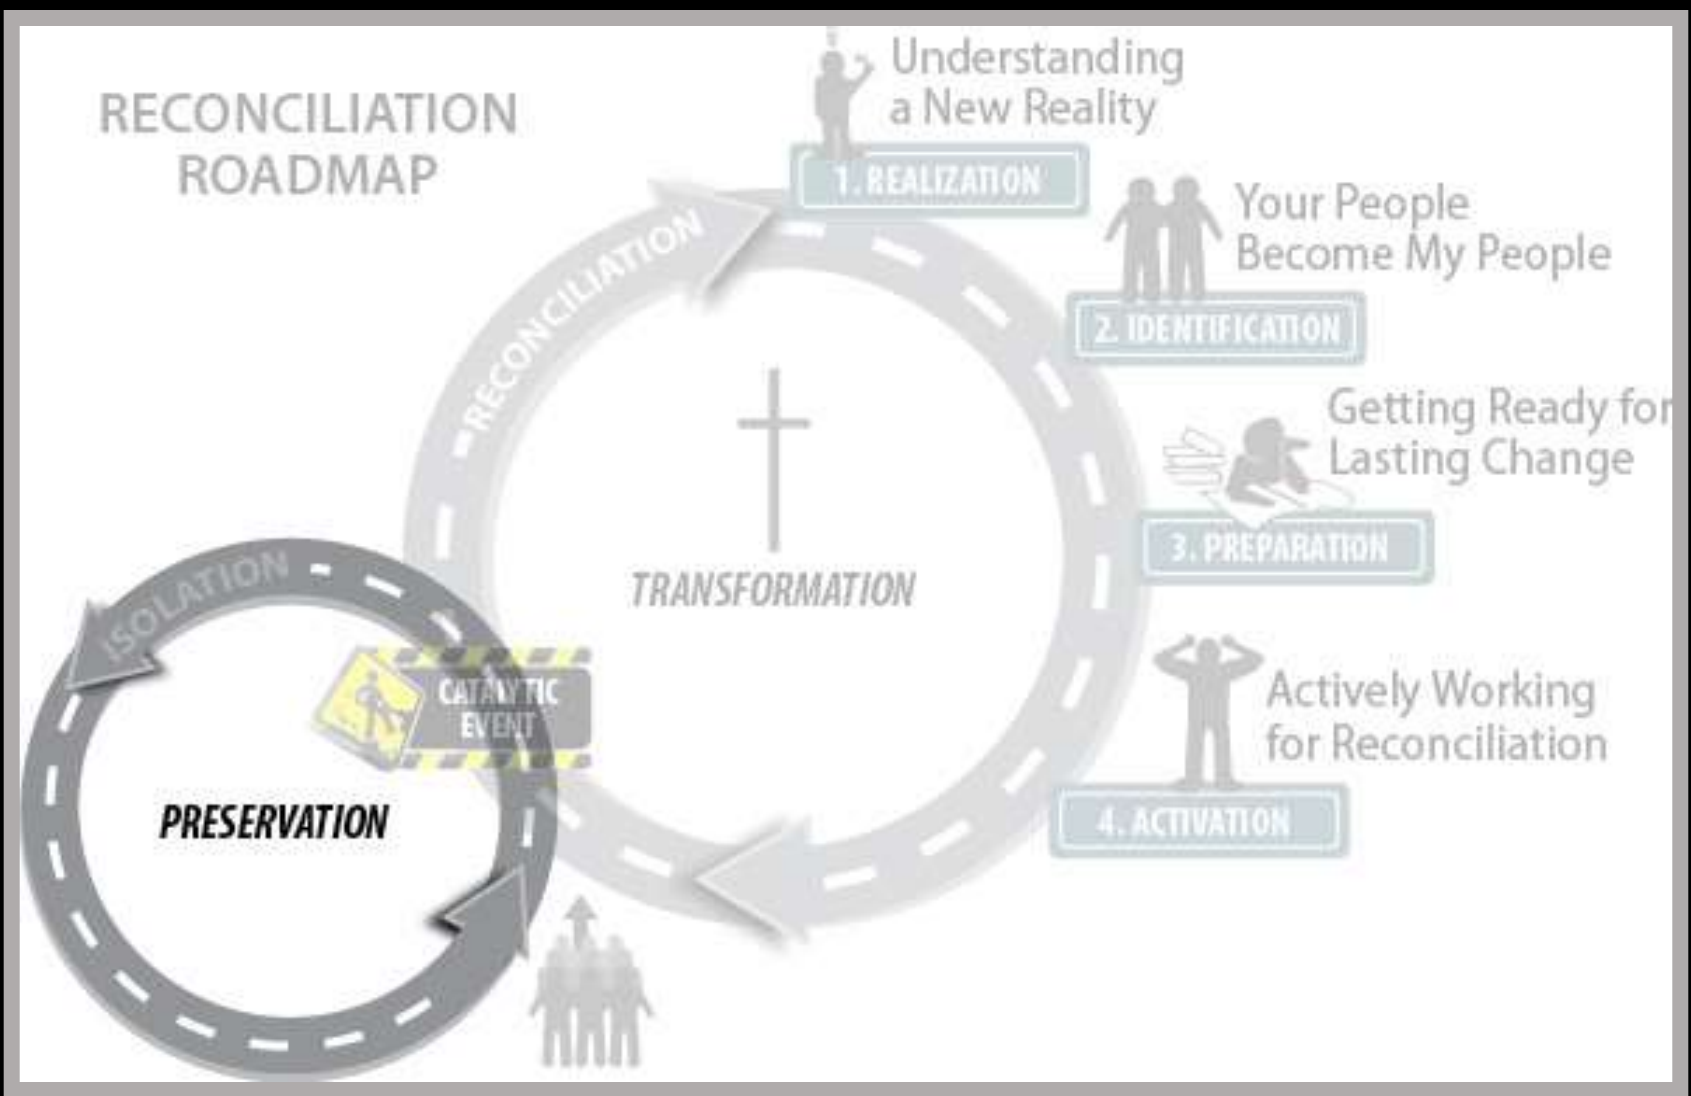 RECONCILIATION
ROADMAP
Understanding
a New Reality
1. REALIZATION
Your People
Become My People
2. IDENTIFICATION
Getting Ready for
Lasting Change
3. PREPARATION
Actively Working
for Reconciliation
4. ACTIVATION
RECONCILIATION
TRANSFORMATION
ISOLATION
CATALYTIC
EVENT
PRESERVATION